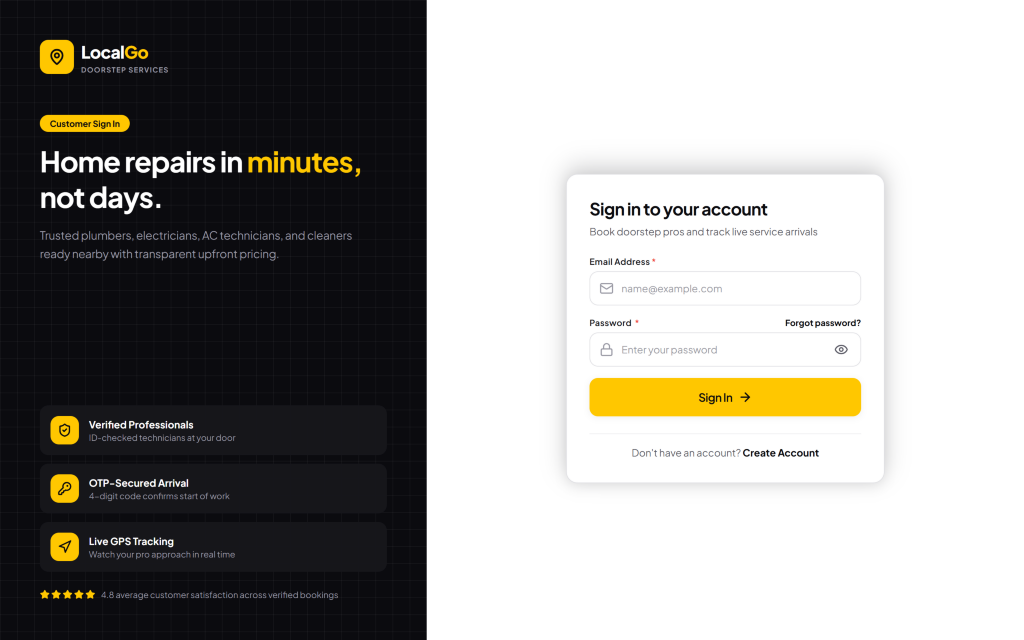 LocalGo
DOORSTEP SERVICES
Customer Sign In
Home repairs in minutes,
not days.
Trusted plumbers, electricians, AC technicians, and cleaners
ready nearby with transparent upfront pricing.
Verified Professionals
ID-checked technicians at your door
OTP-Secured Arrival
4-digit code confirms start of work
Live GPS Tracking
Watch your pro approach in real time
4.8 average customer satisfaction across verified bookings
Sign in to your account
Book doorstep pros and track live service arrivals
Email Address *
name@example.com
Password * Forgot password?
Enter your password
Sign In →
Don't have an account? Create Account